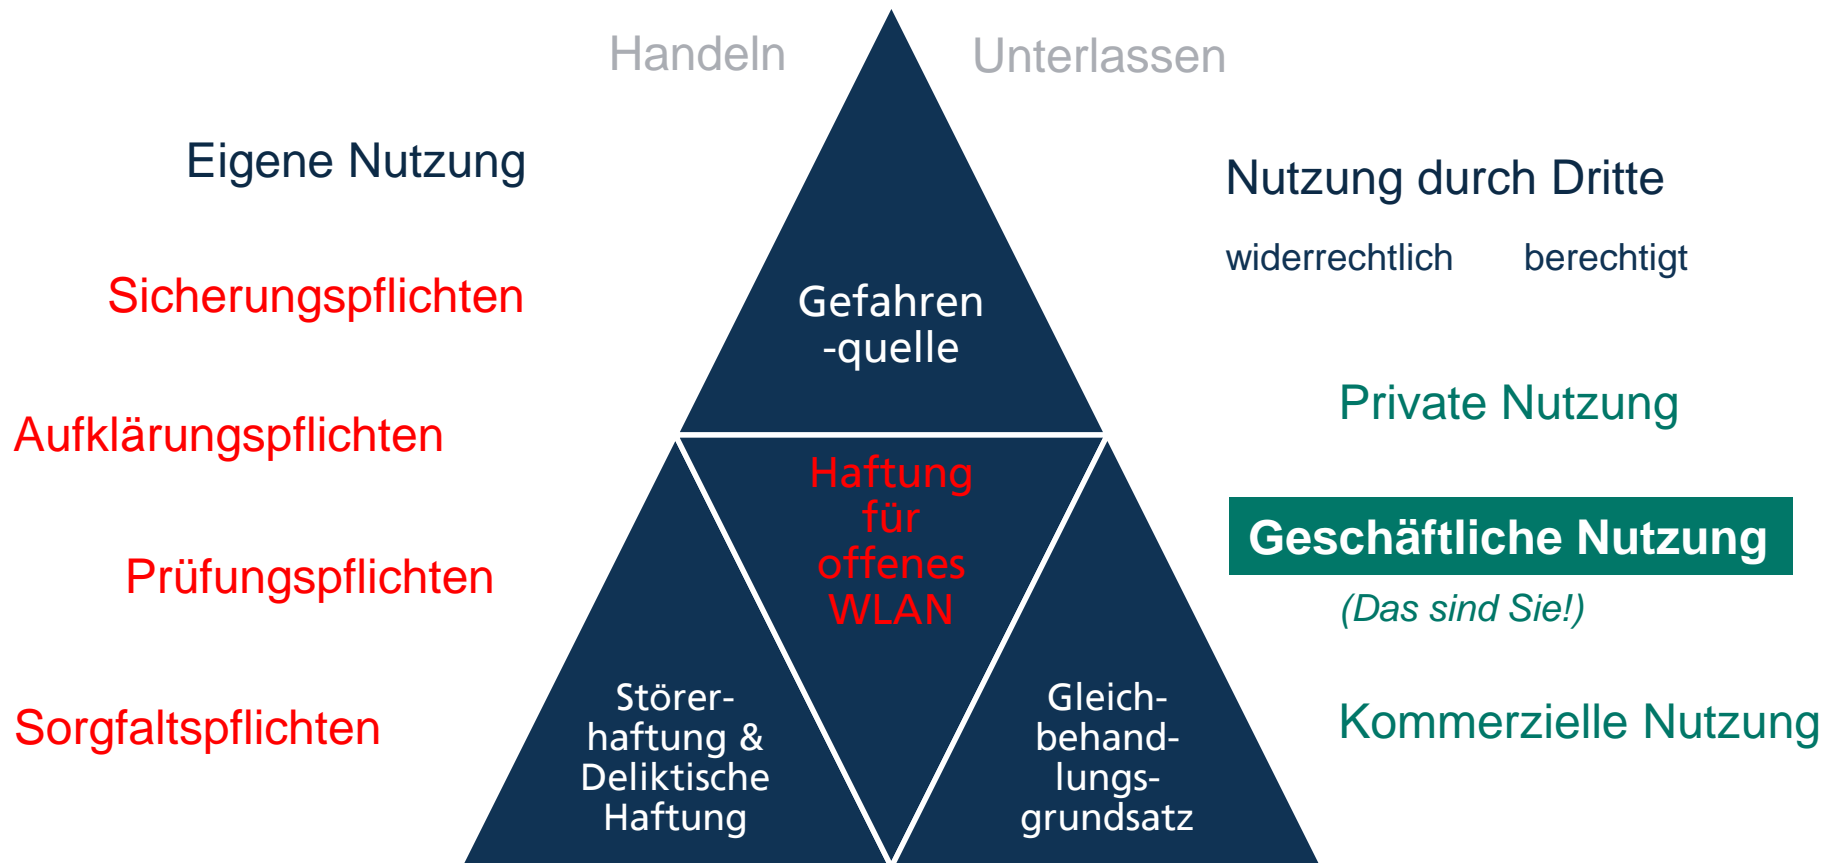 Handeln
Unterlassen
Eigene Nutzung
Nutzung durch Dritte
widerrechtlich berechtigt
Sicherungspflichten
Gefahren
-quelle
Private Nutzung
Aufklärungspflichten
Haftung
für
offenes
WLAN
Geschäftliche Nutzung
(Das sind Sie!)
Prüfungspflichten
Sorgfaltspflichten
Störer-
haftung &
Deliktische
Haftung
Gleich-
behand-
lungs-
grundsatz
Kommerzielle Nutzung